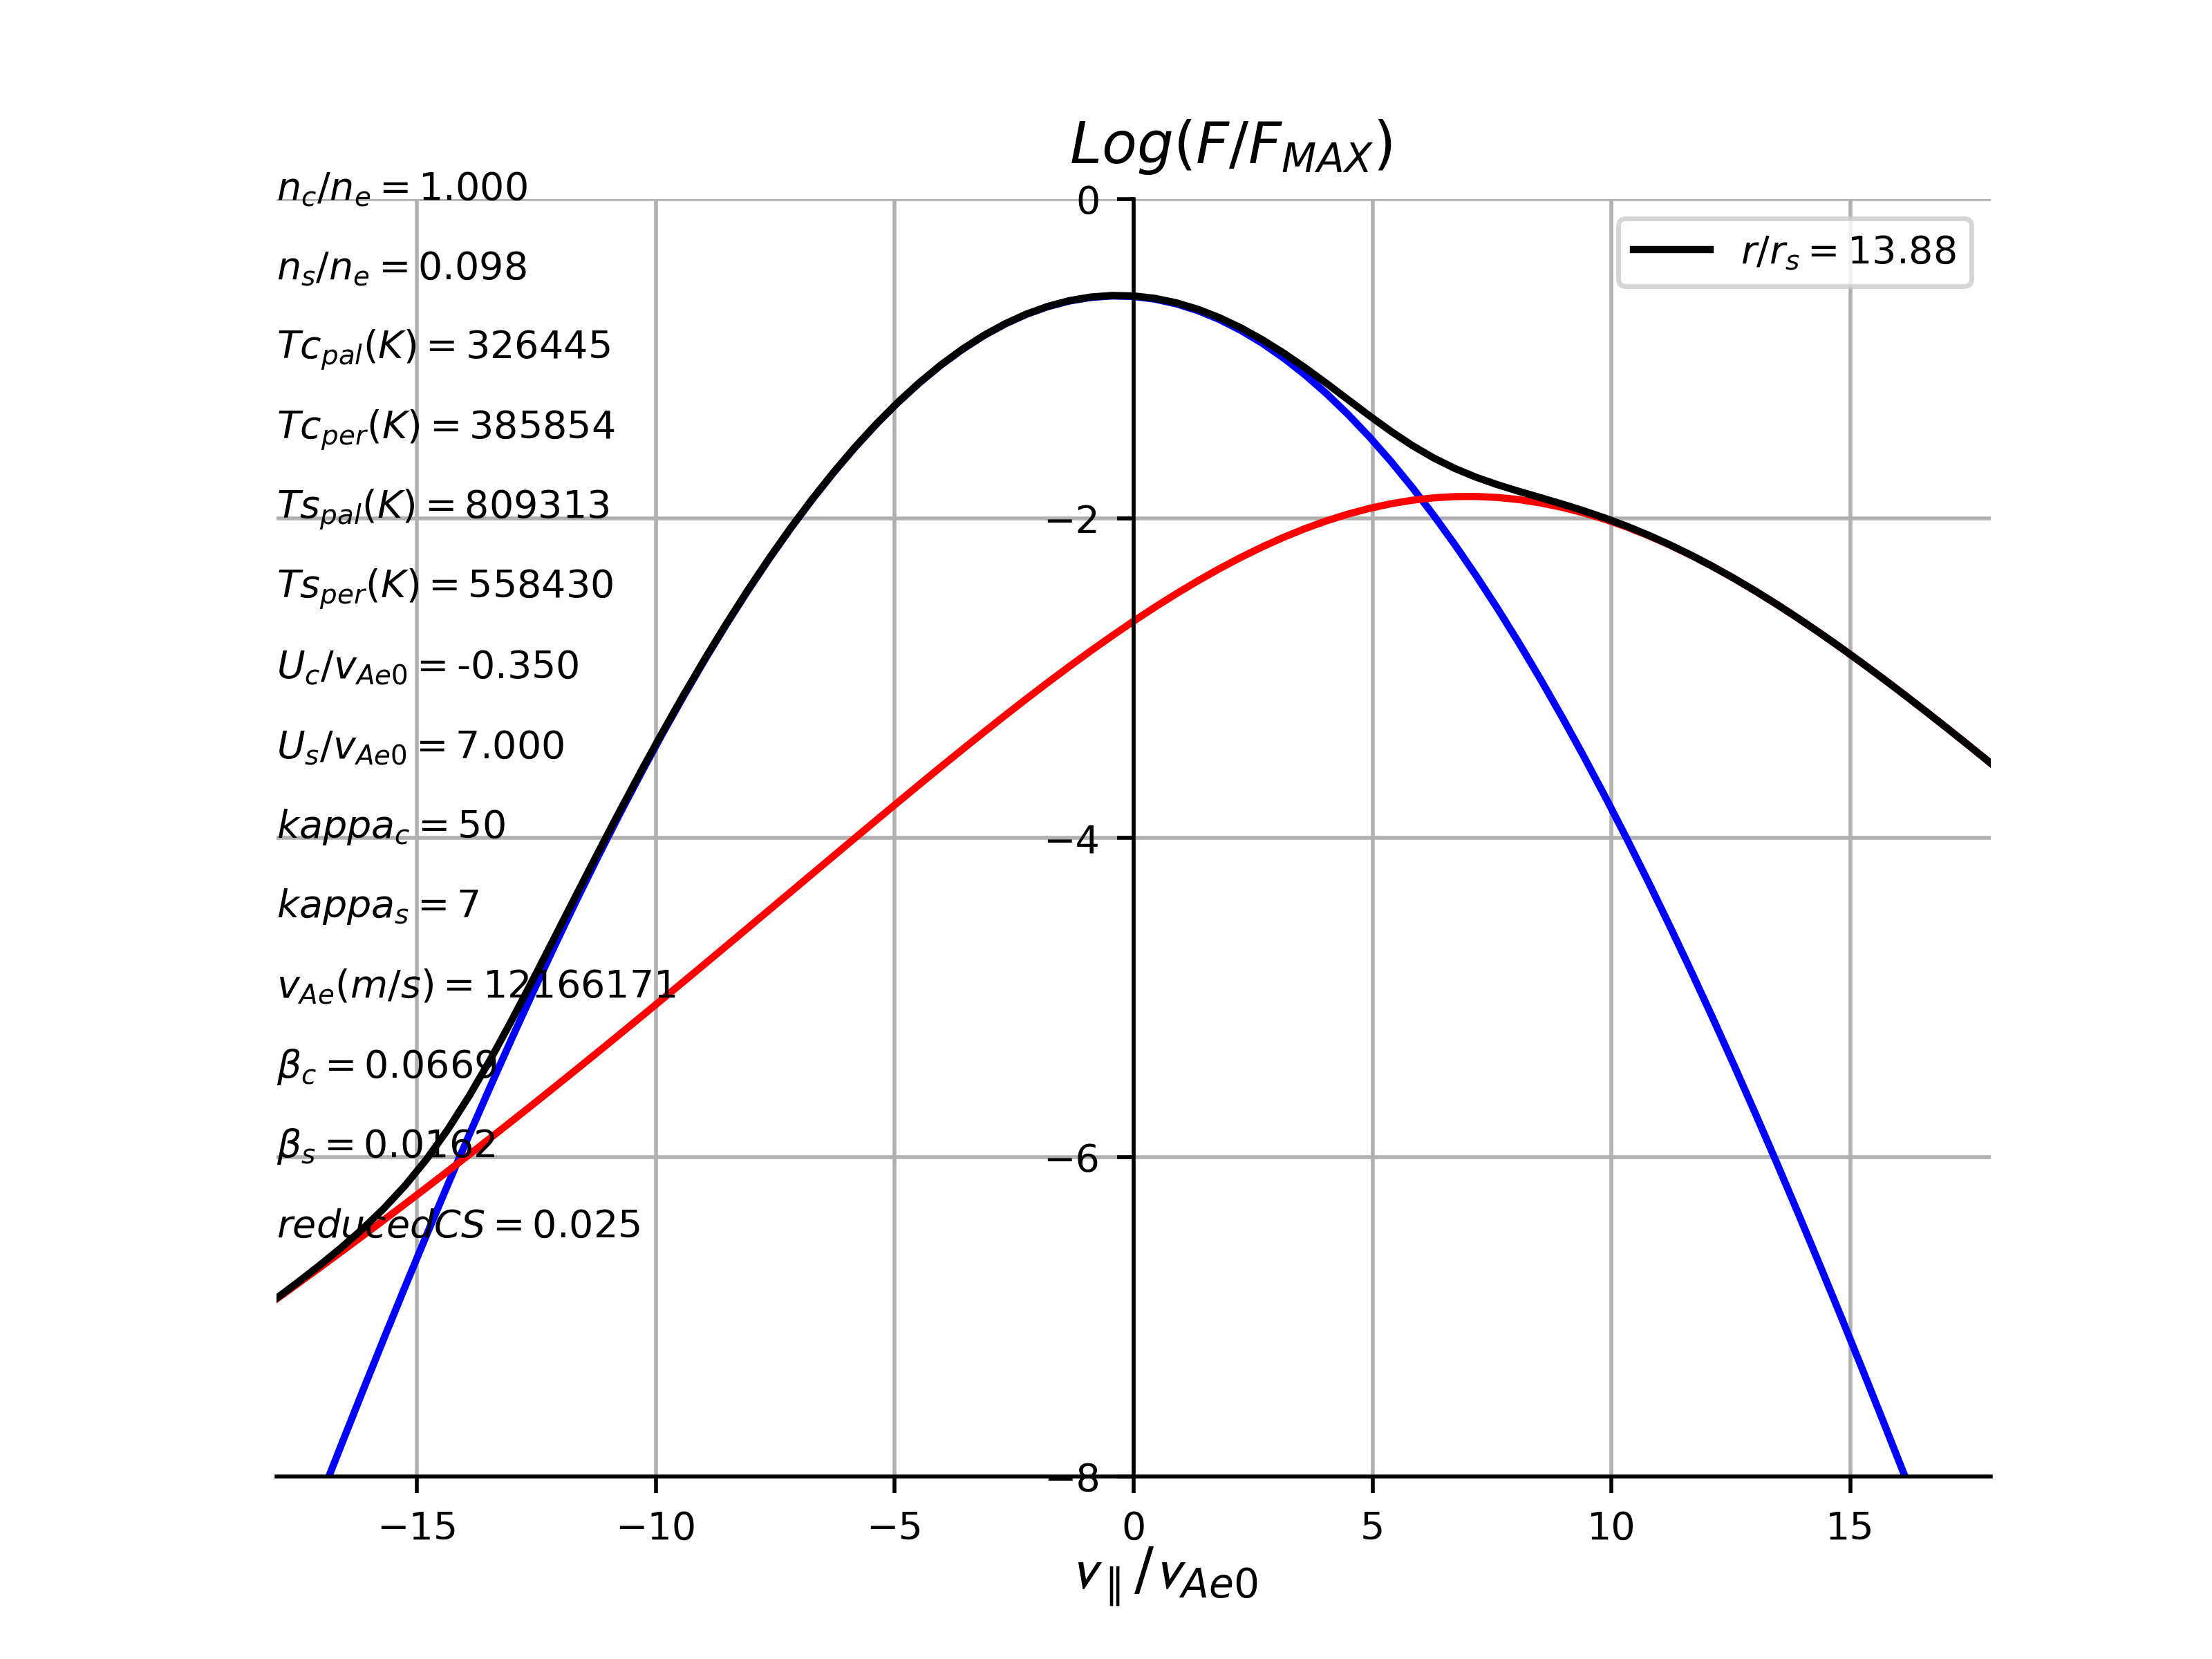 Log(F/F_MAX)
n_c/n_e = 1.000
n_s/n_e = 0.098
Tc_pal(K) = 326445
Tc_per(K) = 385854
Ts_pal(K) = 809313
Ts_per(K) = 558430
U_c/v_Ae0 = -0.350
U_s/v_Ae0 = 7.000
kappa_c = 50
kappa_s = 7
v_Ae(m/s) = 12166171
β_c = 0.0669
β_s = 0.0162
reducedCS = 0.025
r/r_s = 13.88
0
−2
−4
−6
−8
−15 −10 −5 0 5 10 15
v_∥/v_Ae0